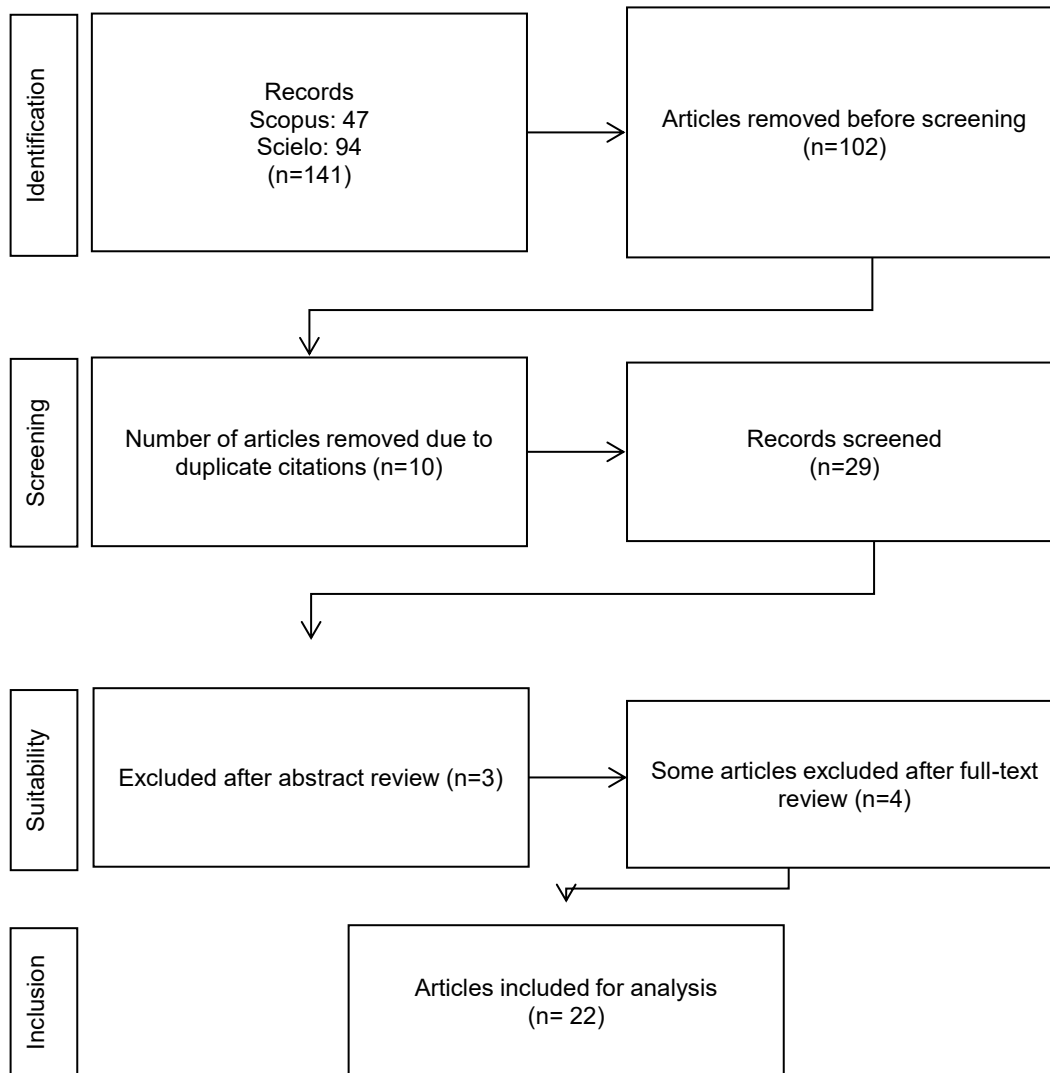 Identification
Records
Scopus: 47
Scielo: 94
(n=141)
Articles removed before screening
(n=102)
Screening
Number of articles removed due to
duplicate citations (n=10)
Records screened
(n=29)
Suitability
Excluded after abstract review (n=3)
Some articles excluded after full-text
review (n=4)
Inclusion
Articles included for analysis
(n= 22)